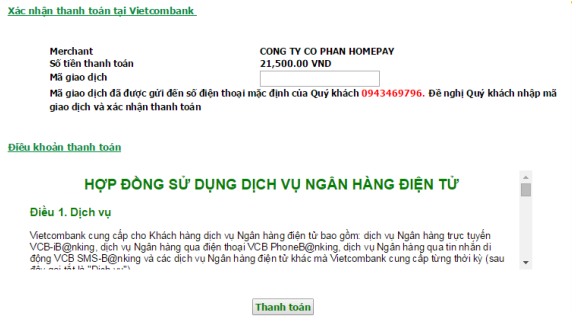 Xác nhận thanh toán tại Vietcombank
Merchant CONG TY CO PHAN HOMEPAY
Số tiền thanh toán 21,500.00 VND
Mã giao dịch
Mã giao dịch đã được gửi đến số điện thoại mặc định của Quý khách 0943469796. Đề nghị Quý khách nhập mã
giao dịch và xác nhận thanh toán
Điều khoản thanh toán
HỢP ĐỒNG SỬ DỤNG DỊCH VỤ NGÂN HÀNG ĐIỆN TỬ
Điều 1. Dịch vụ
Vietcombank cung cấp cho Khách hàng dịch vụ Ngân hàng điện tử bao gồm: dịch vụ Ngân hàng trực tuyến
VCB-iB@nking, dịch vụ Ngân hàng qua điện thoại VCB PhoneB@nking, dịch vụ Ngân hàng qua tin nhắn di
động VCB SMS-B@nking và các dịch vụ Ngân hàng điện tử khác mà Vietcombank cung cấp từng thời kỳ (sau
đây gọi tắt là "Dịch vụ")
Thanh toán